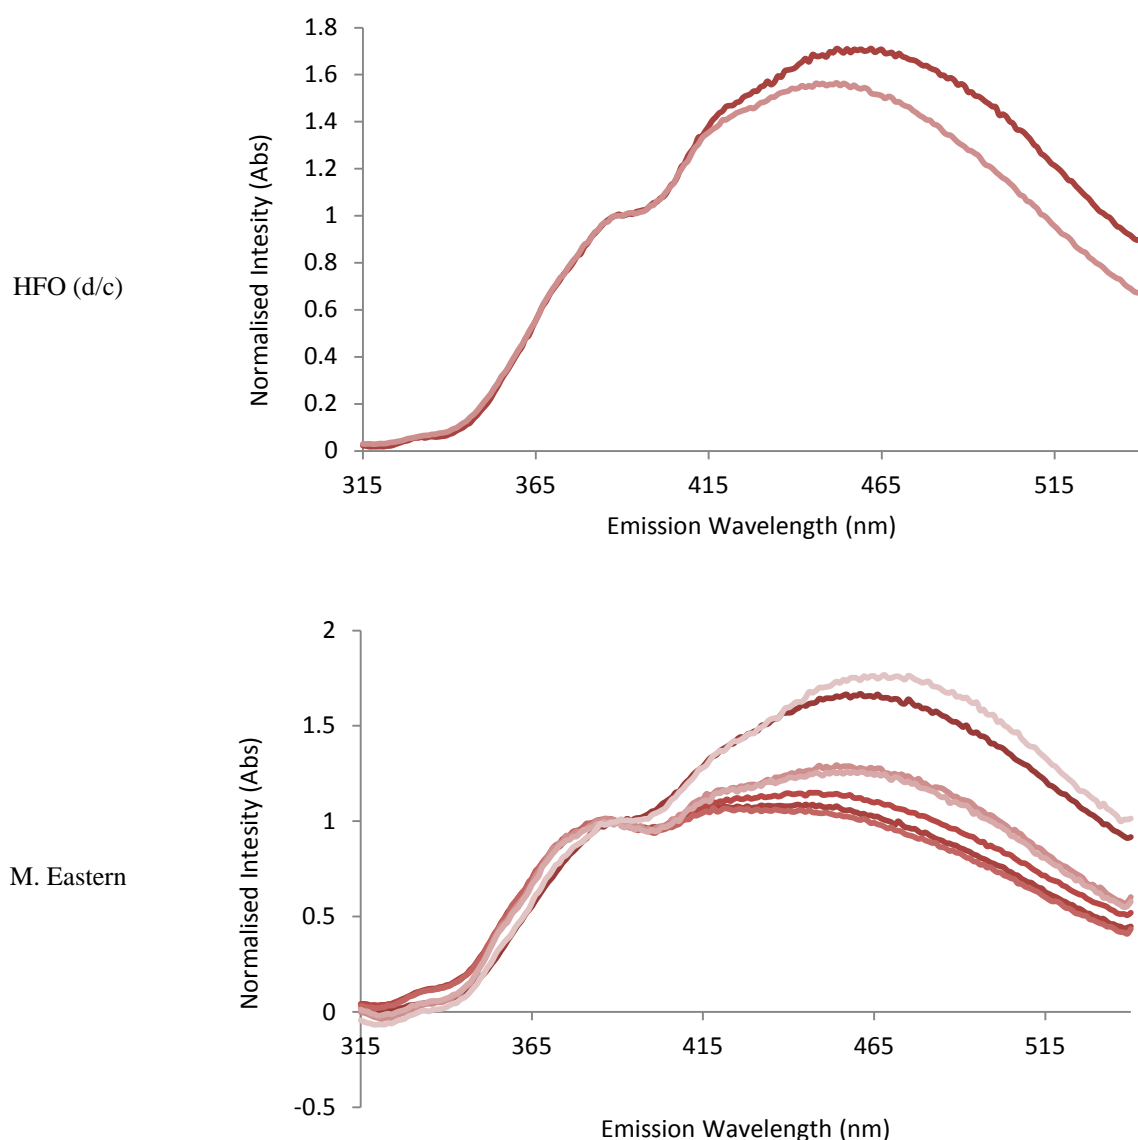 1.8
1.6
1.4
1.2
1
0.8
0.6
0.4
0.2
0
Normalised Intesity (Abs)
HFO (d/c)
315 365 415 465 515
Emission Wavelength (nm)
2
1.5
1
0.5
0
-0.5
Normalised Intesity (Abs)
M. Eastern
315 365 415 465 515
Emission Wavelength (nm)